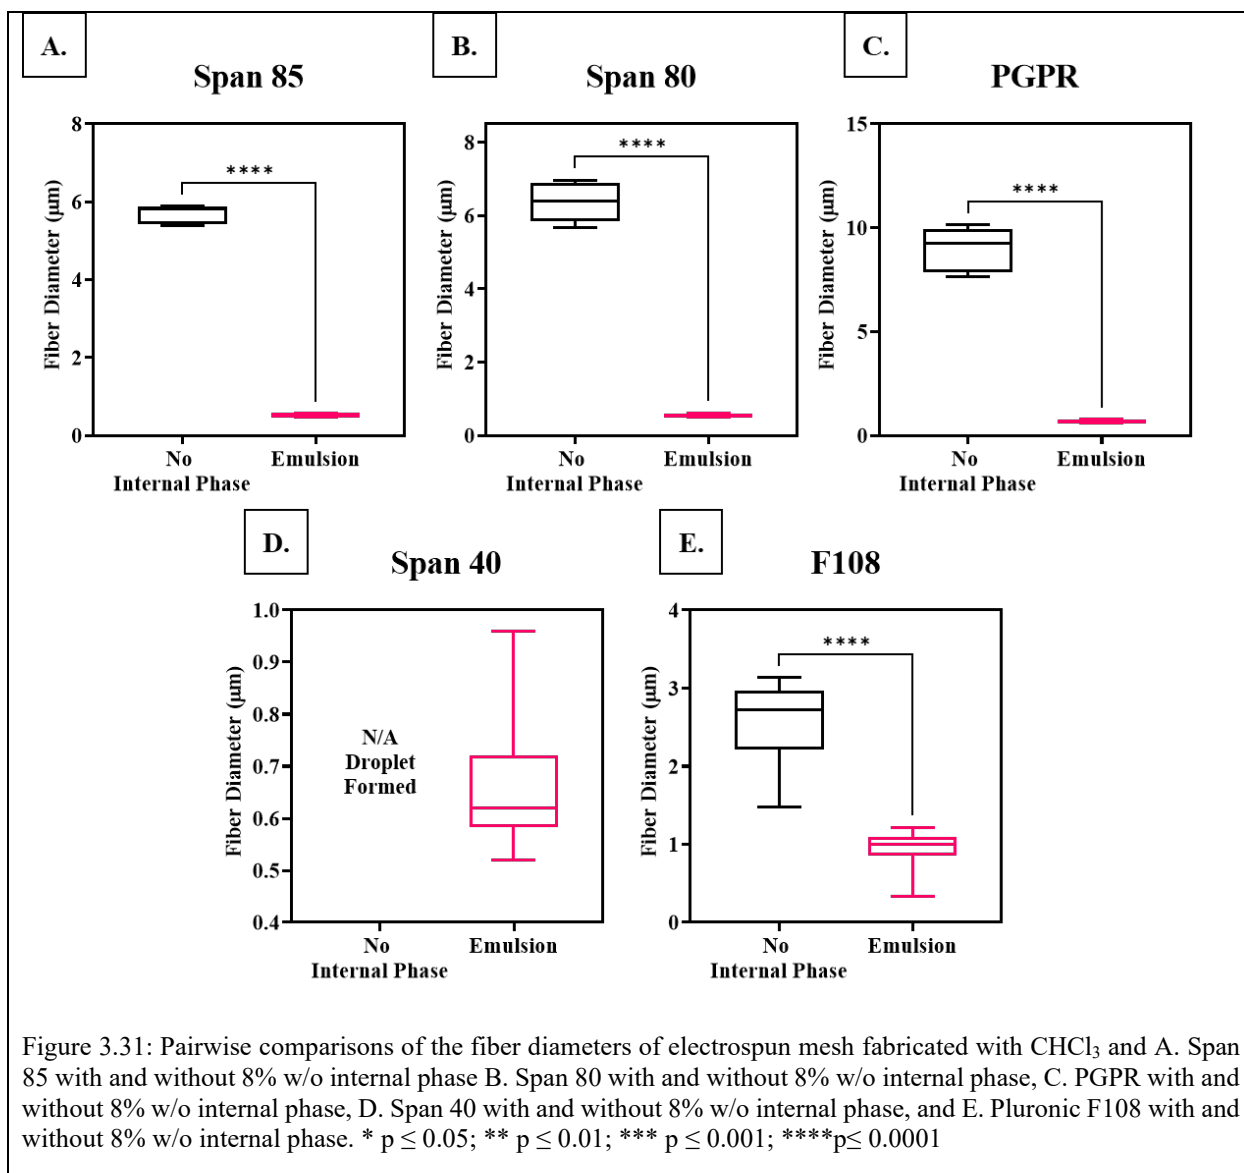 A.
Span 85
Fiber Diameter (µm)
8
6
4
2
0
****
No
Internal Phase
Emulsion
B.
Span 80
Fiber Diameter (µm)
8
6
4
2
0
****
No
Internal Phase
Emulsion
C.
PGPR
Fiber Diameter (µm)
15
10
5
0
****
No
Internal Phase
Emulsion
D.
Span 40
Fiber Diameter (µm)
1.0
0.9
0.8
0.7
0.6
0.5
0.4
N/A
Droplet
Formed
No
Internal Phase
Emulsion
E.
F108
Fiber Diameter (µm)
4
3
2
1
0
****
No
Internal Phase
Emulsion
Figure 3.31: Pairwise comparisons of the fiber diameters of electrospun mesh fabricated with CHCl₃ and A. Span
85 with and without 8% w/o internal phase B. Span 80 with and without 8% w/o internal phase, C. PGPR with and
without 8% w/o internal phase, D. Span 40 with and without 8% w/o internal phase, and E. Pluronic F108 with and
without 8% w/o internal phase. * p ≤ 0.05; ** p ≤ 0.01; *** p ≤ 0.001; ****p≤ 0.0001